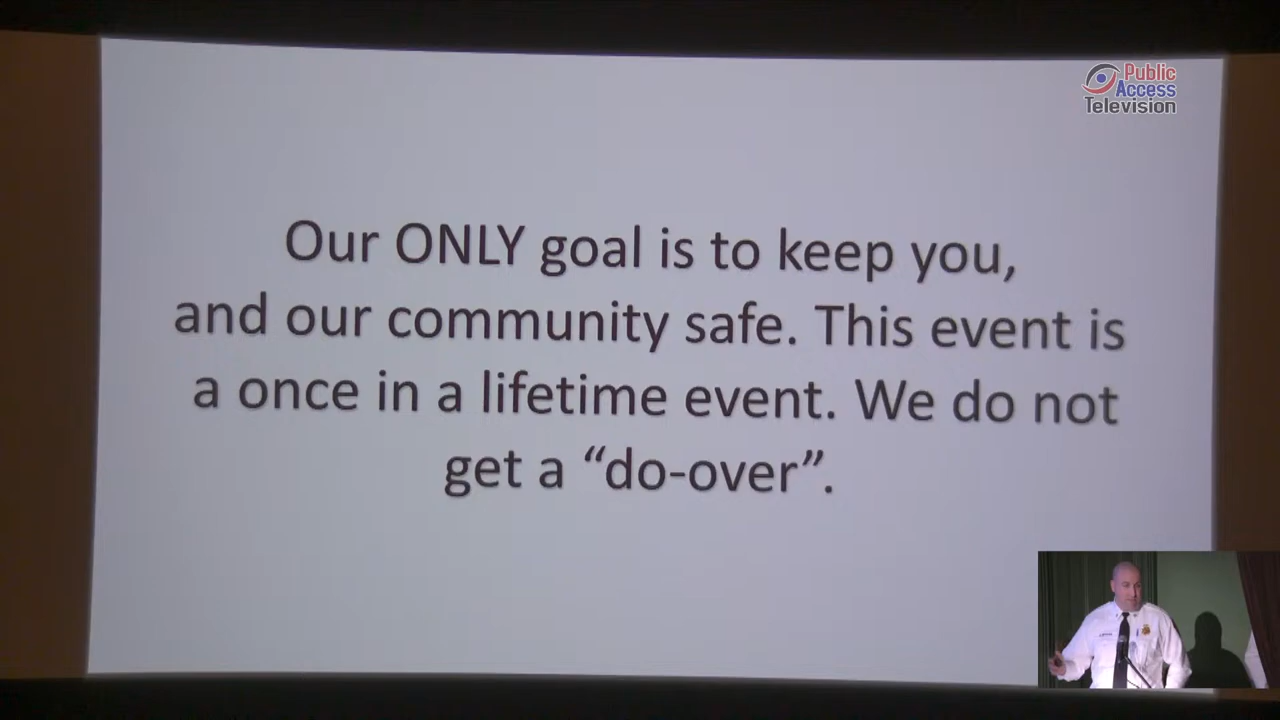 Public
Access
Television
Our ONLY goal is to keep you,
and our community safe. This event is
a once in a lifetime event. We do not
get a “do-over”.